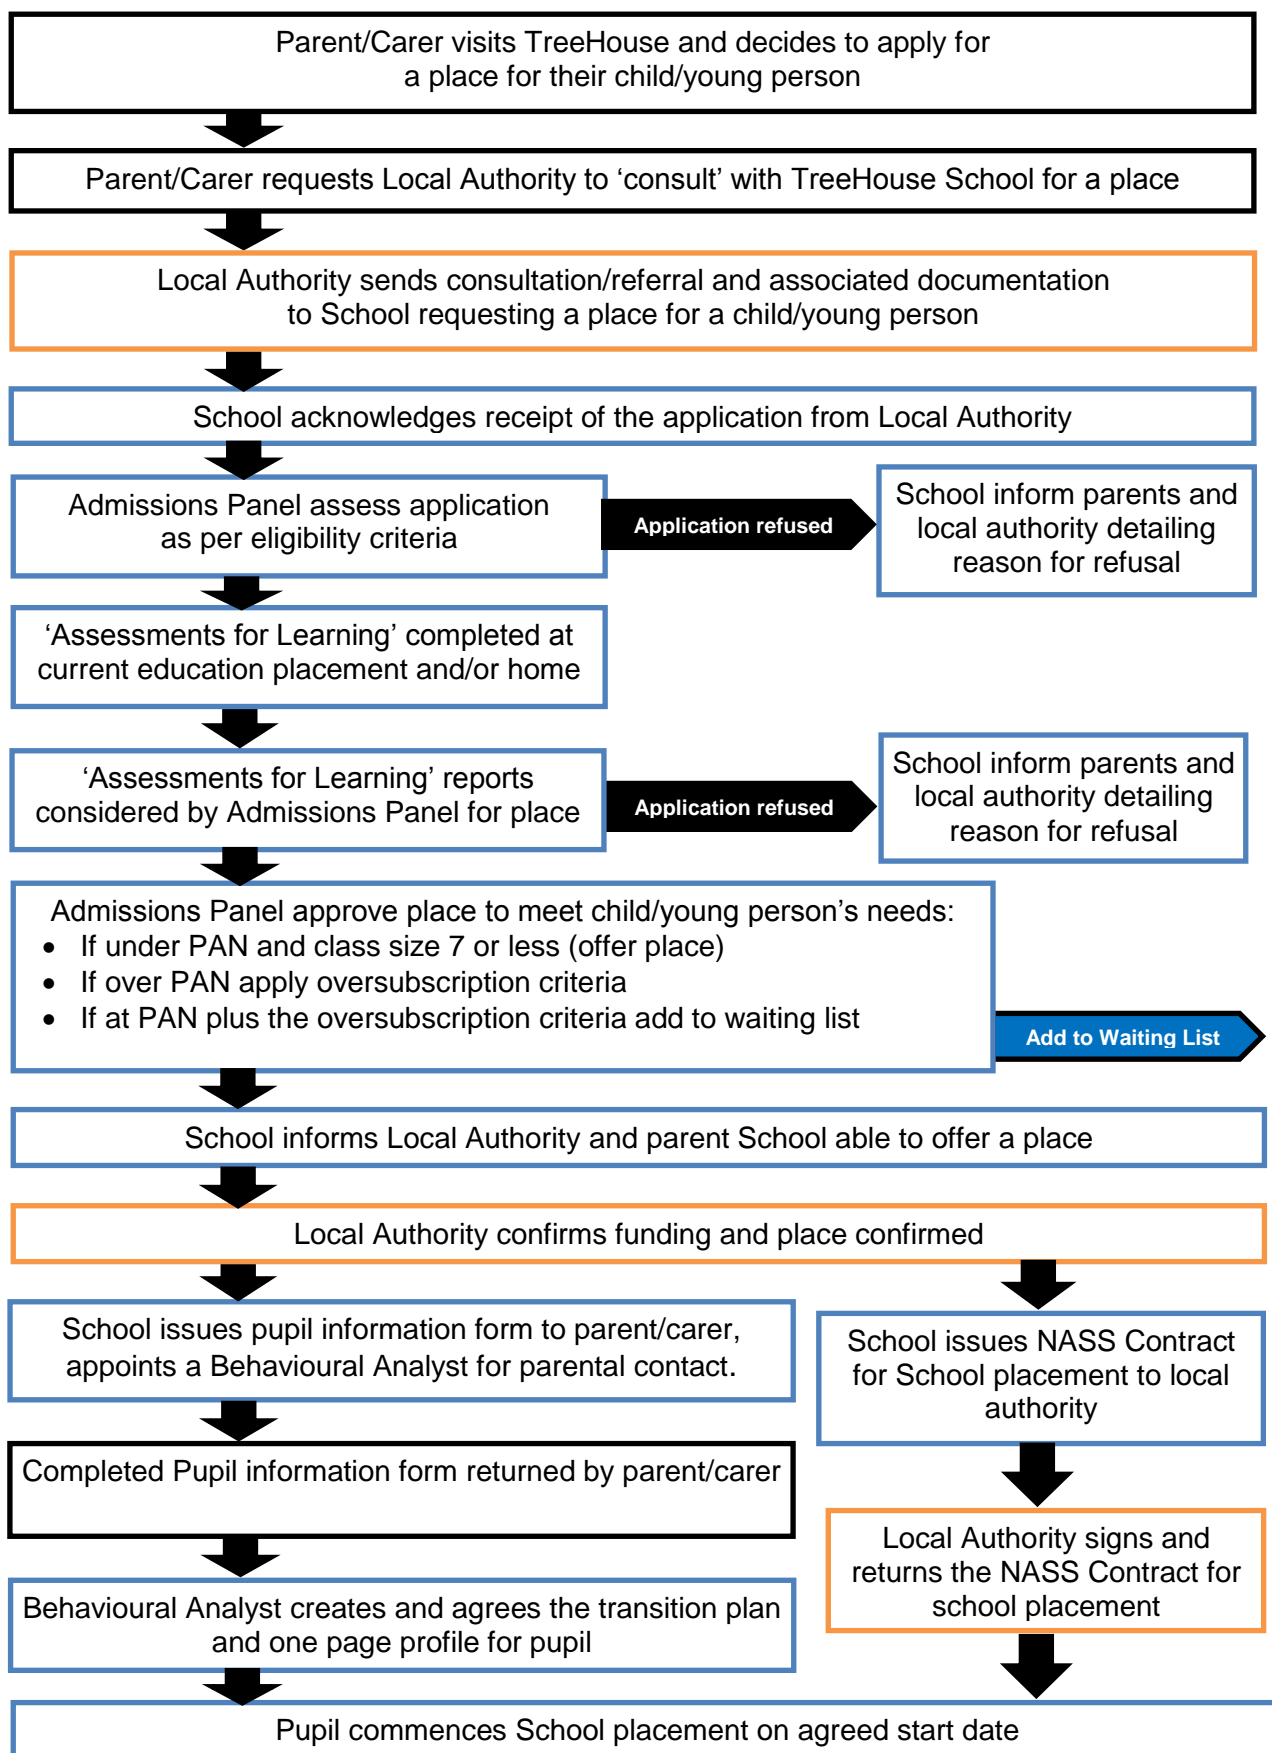 Parent/Carer visits TreeHouse and decides to apply for
a place for their child/young person
Parent/Carer requests Local Authority to ‘consult’ with TreeHouse School for a place
Local Authority sends consultation/referral and associated documentation
to School requesting a place for a child/young person
School acknowledges receipt of the application from Local Authority
Admissions Panel assess application
as per eligibility criteria
Application refused
School inform parents and
local authority detailing
reason for refusal
‘Assessments for Learning’ completed at
current education placement and/or home
‘Assessments for Learning’ reports
considered by Admissions Panel for place
Application refused
School inform parents and
local authority detailing
reason for refusal
Admissions Panel approve place to meet child/young person’s needs:
• If under PAN and class size 7 or less (offer place)
• If over PAN apply oversubscription criteria
• If at PAN plus the oversubscription criteria add to waiting list
Add to Waiting List
School informs Local Authority and parent School able to offer a place
Local Authority confirms funding and place confirmed
School issues pupil information form to parent/carer,
appoints a Behavioural Analyst for parental contact.
School issues NASS Contract
for School placement to local
authority
Completed Pupil information form returned by parent/carer
Local Authority signs and
returns the NASS Contract for
school placement
Behavioural Analyst creates and agrees the transition plan
and one page profile for pupil
Pupil commences School placement on agreed start date